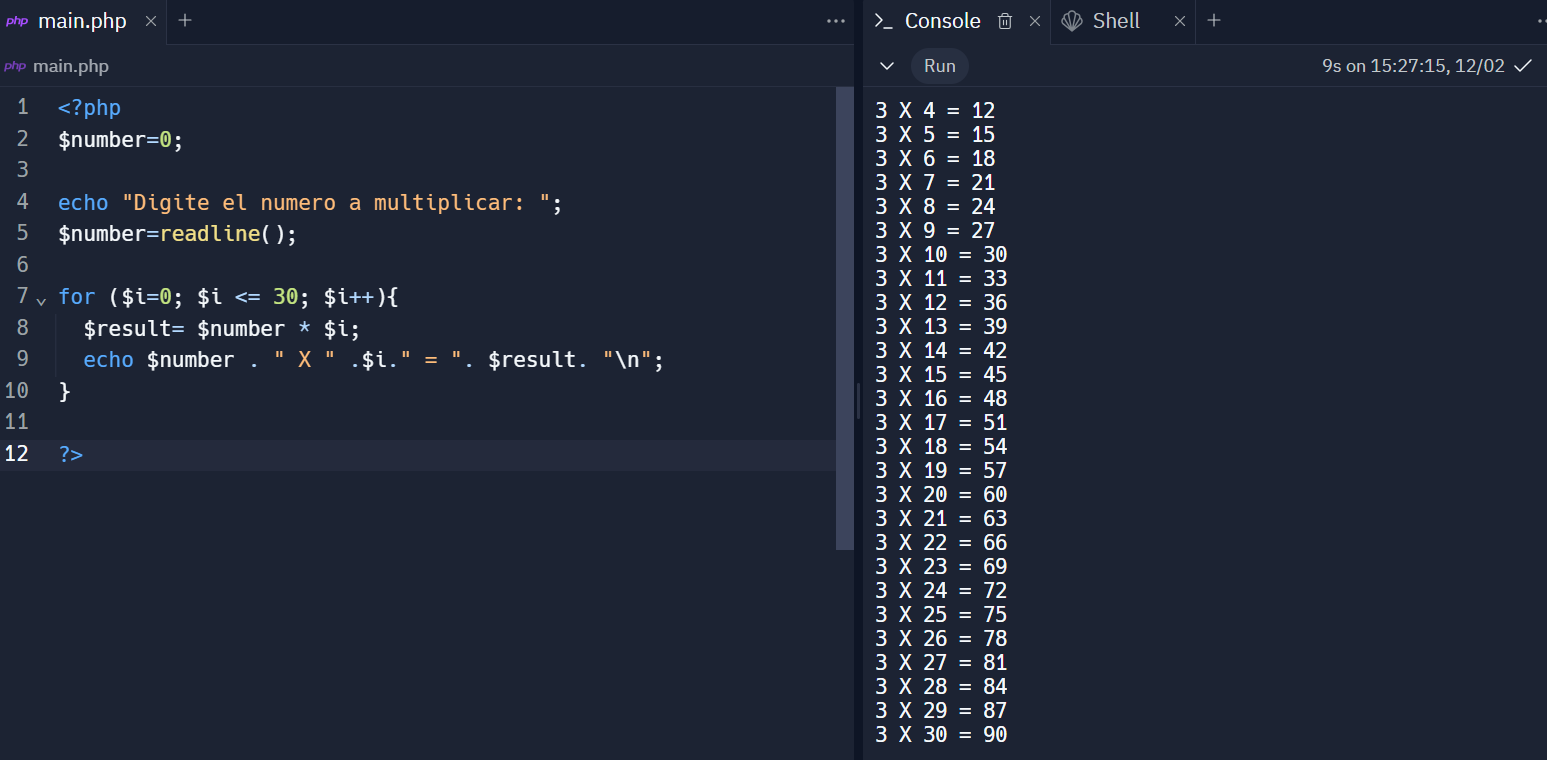 php main.php
php main.php
1 <?php
2 $number=0;
3
4 echo "Digite el numero a multiplicar: ";
5 $number=readline();
6
7 for ($i=0; $i <= 30; $i++){
8 $result= $number * $i;
9 echo $number . " X " .$i." = ". $result. "\n";
10 }
11
12 ?>
Console Shell
Run 9s on 15:27:15, 12/02
3 X 4 = 12
3 X 5 = 15
3 X 6 = 18
3 X 7 = 21
3 X 8 = 24
3 X 9 = 27
3 X 10 = 30
3 X 11 = 33
3 X 12 = 36
3 X 13 = 39
3 X 14 = 42
3 X 15 = 45
3 X 16 = 48
3 X 17 = 51
3 X 18 = 54
3 X 19 = 57
3 X 20 = 60
3 X 21 = 63
3 X 22 = 66
3 X 23 = 69
3 X 24 = 72
3 X 25 = 75
3 X 26 = 78
3 X 27 = 81
3 X 28 = 84
3 X 29 = 87
3 X 30 = 90